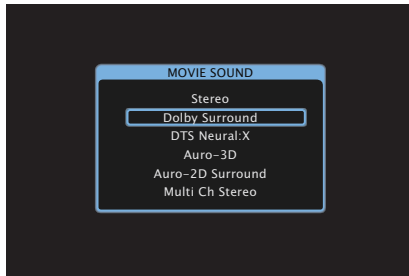 MOVIE SOUND
Stereo
Dolby Surround
DTS Neural:X
Auro-3D
Auro-2D Surround
Multi Ch Stereo